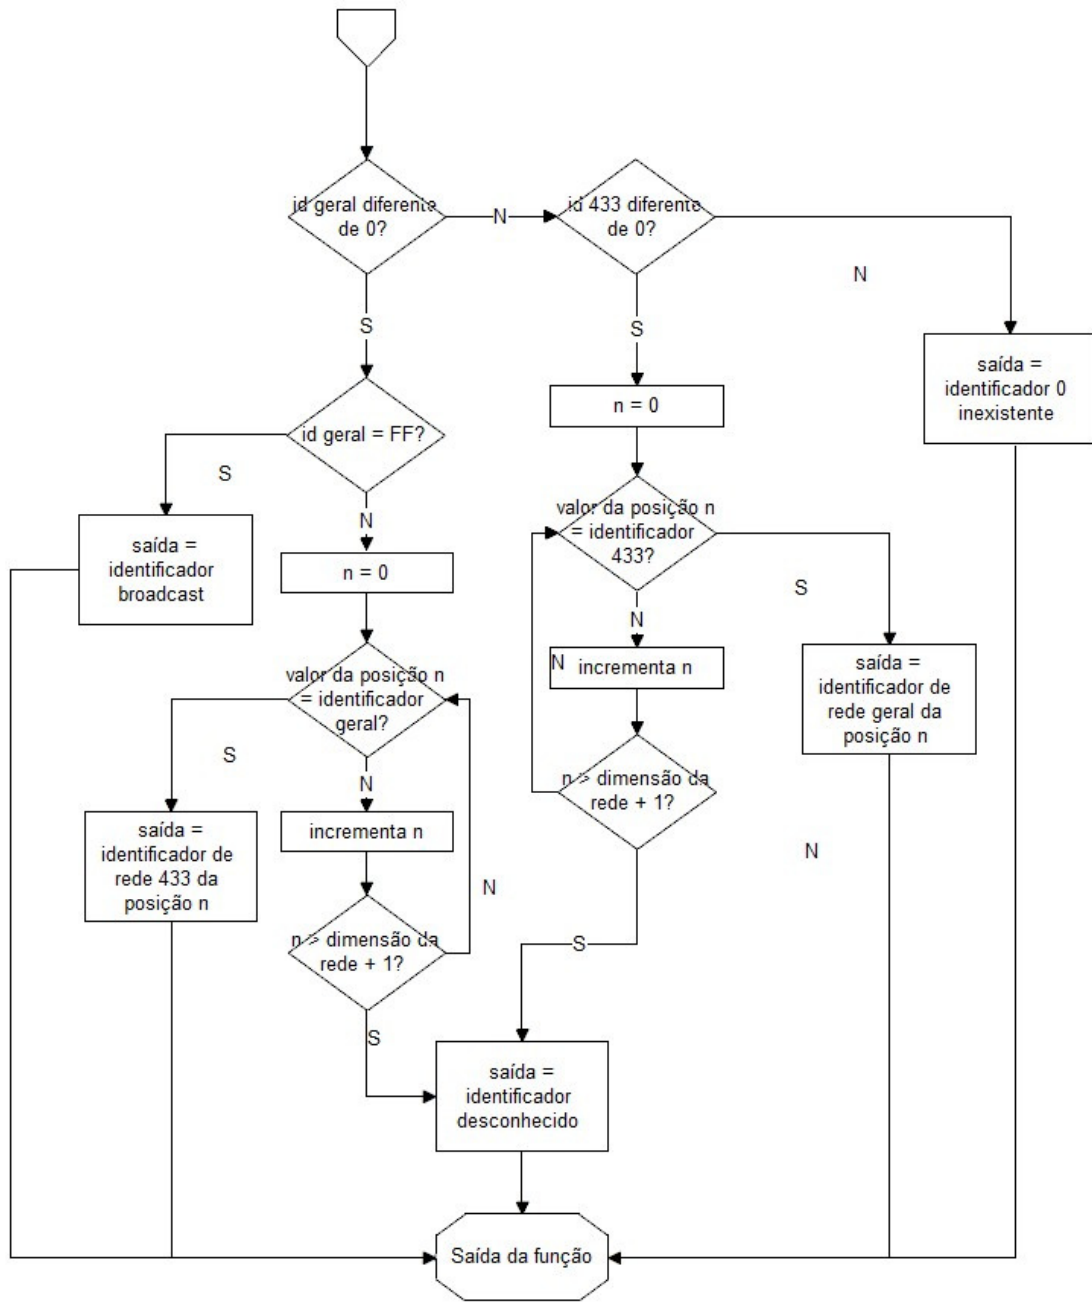 id geral diferente
de 0?
N
id 433 diferente
de 0?
N
S
S
saída =
identificador 0
inexistente
n = 0
id geral = FF?
S
N
valor da posição n
= identificador
433?
S
saída =
identificador
broadcast
n = 0
N
N
incrementa n
saída =
identificador de
rede geral da
posição n
valor da posição n
= identificador
geral?
S
N
n > dimensão da
rede + 1?
saída =
identificador de
rede 433 da
posição n
incrementa n
N
N
n > dimensão da
rede + 1?
S
S
saída =
identificador
desconhecido
Saída da função